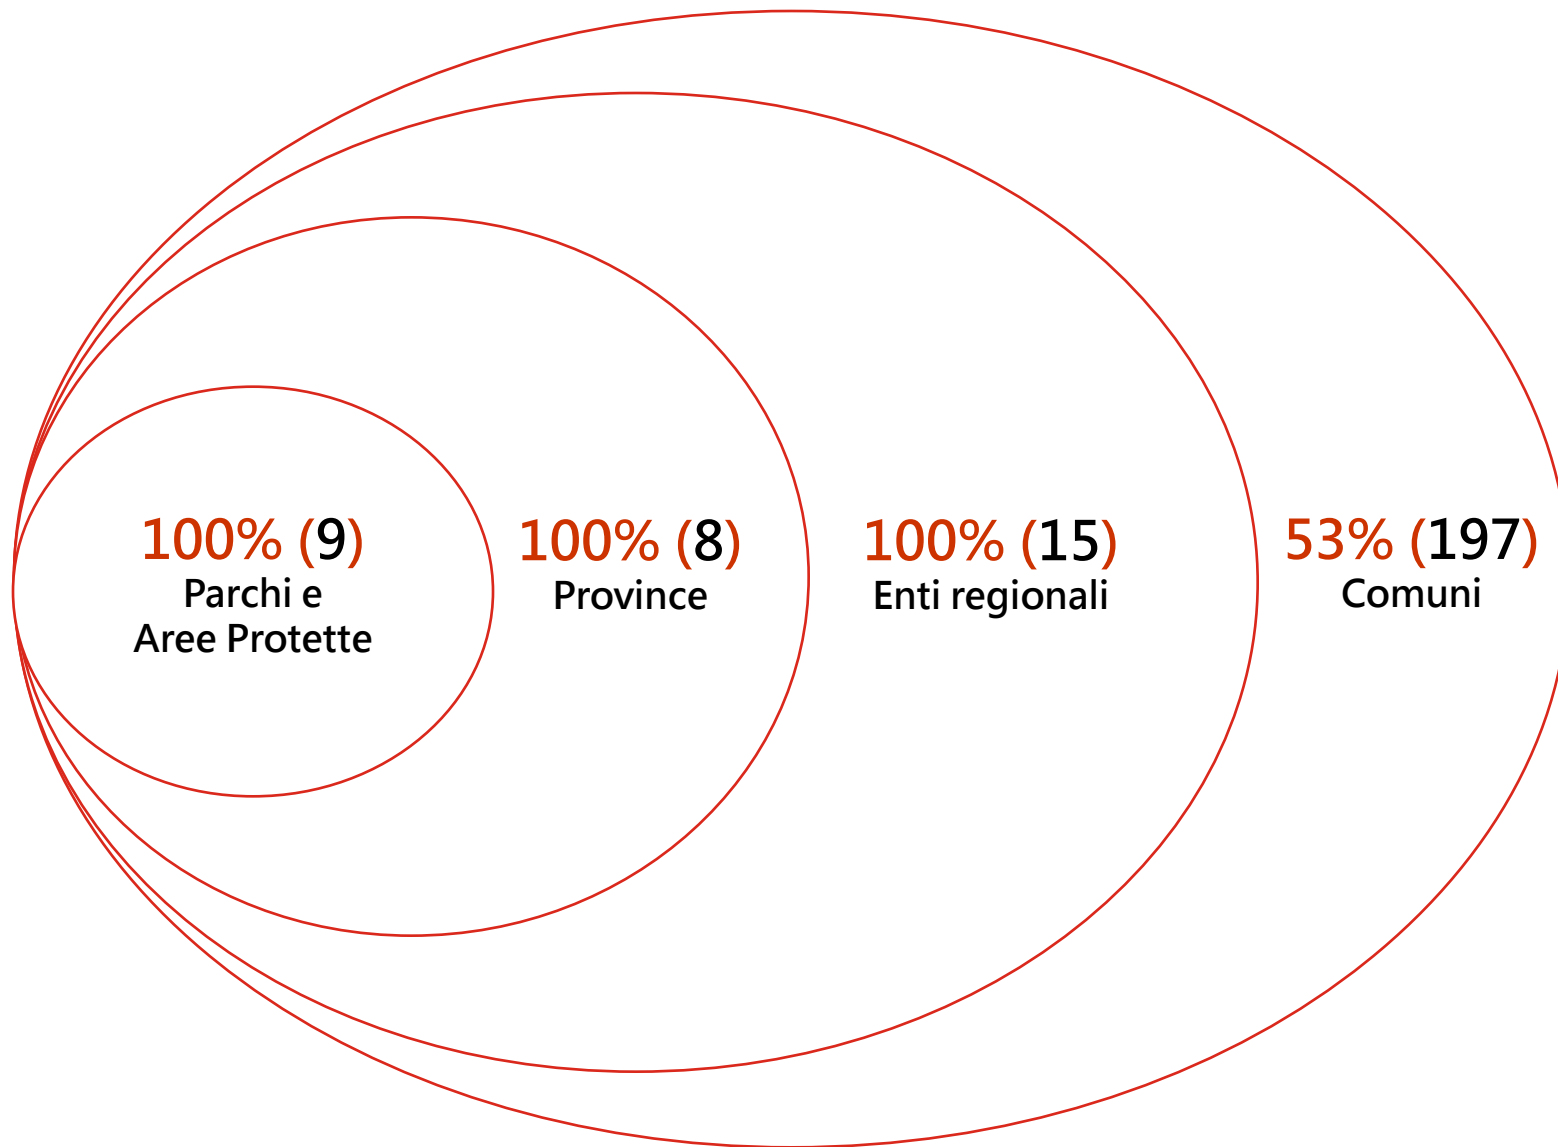 100% (9)
Parchi e
Aree Protette
100% (8)
Province
100% (15)
Enti regionali
53% (197)
Comuni